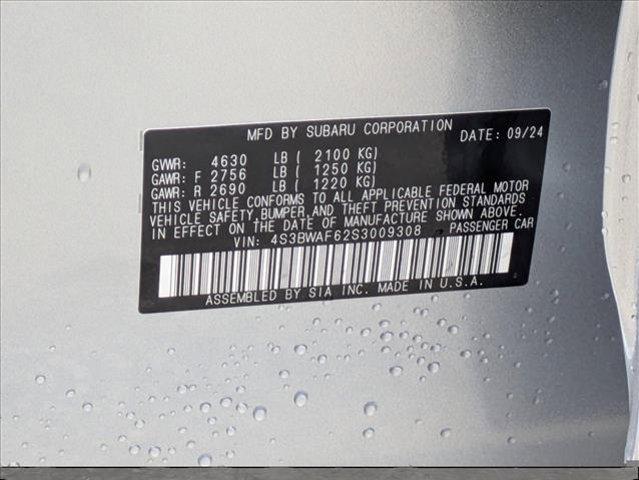 MFD BY SUBARU CORPORATION DATE: 09/24
GVWR: 4630 LB ( 2100 KG)
GAWR: F 2756 LB ( 1250 KG)
GAWR: R 2690 LB ( 1220 KG)
THIS VEHICLE CONFORMS TO ALL APPLICABLE FEDERAL MOTOR
VEHICLE SAFETY, BUMPER, AND THEFT PREVENTION STANDARDS
IN EFFECT ON THE DATE OF MANUFACTURE SHOWN ABOVE.
VIN: 4S3BWAF62S3009308 PASSENGER CAR
ASSEMBLED BY SIA INC. MADE IN U.S.A.